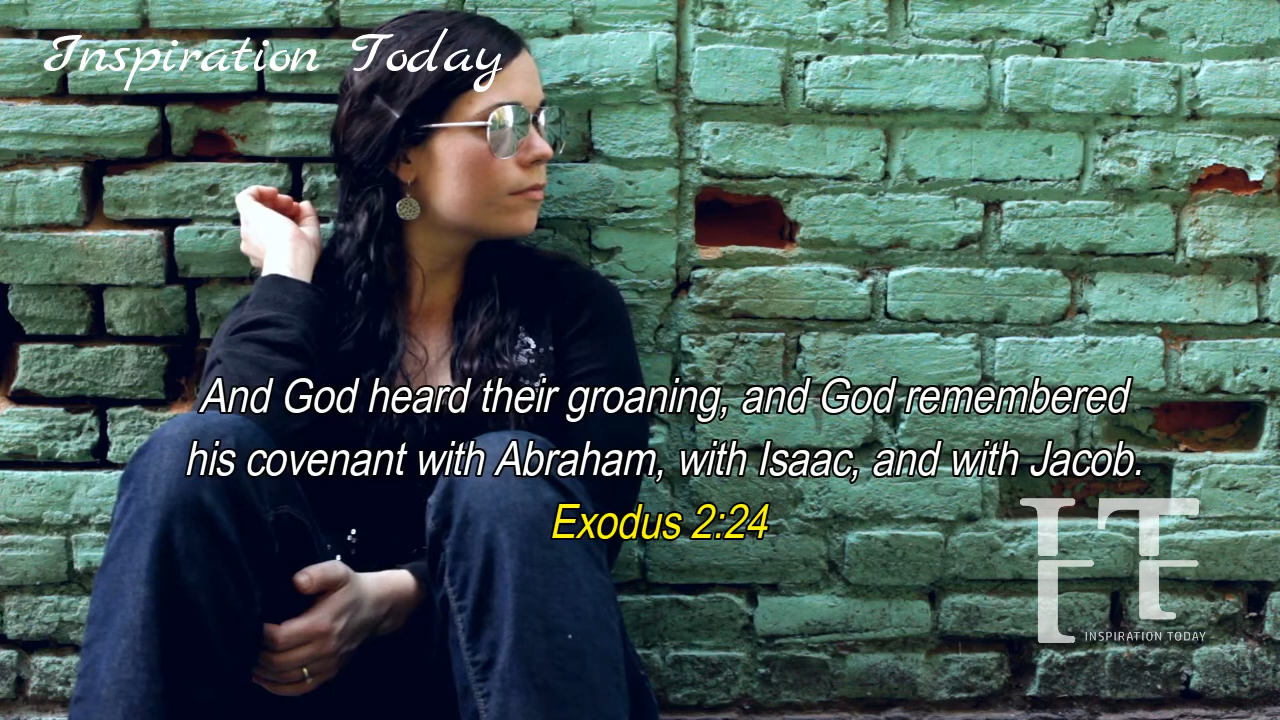 Inspiration Today
And God heard their groaning, and God remembered
his covenant with Abraham, with Isaac, and with Jacob.
Exodus 2:24
INSPIRATION TODAY